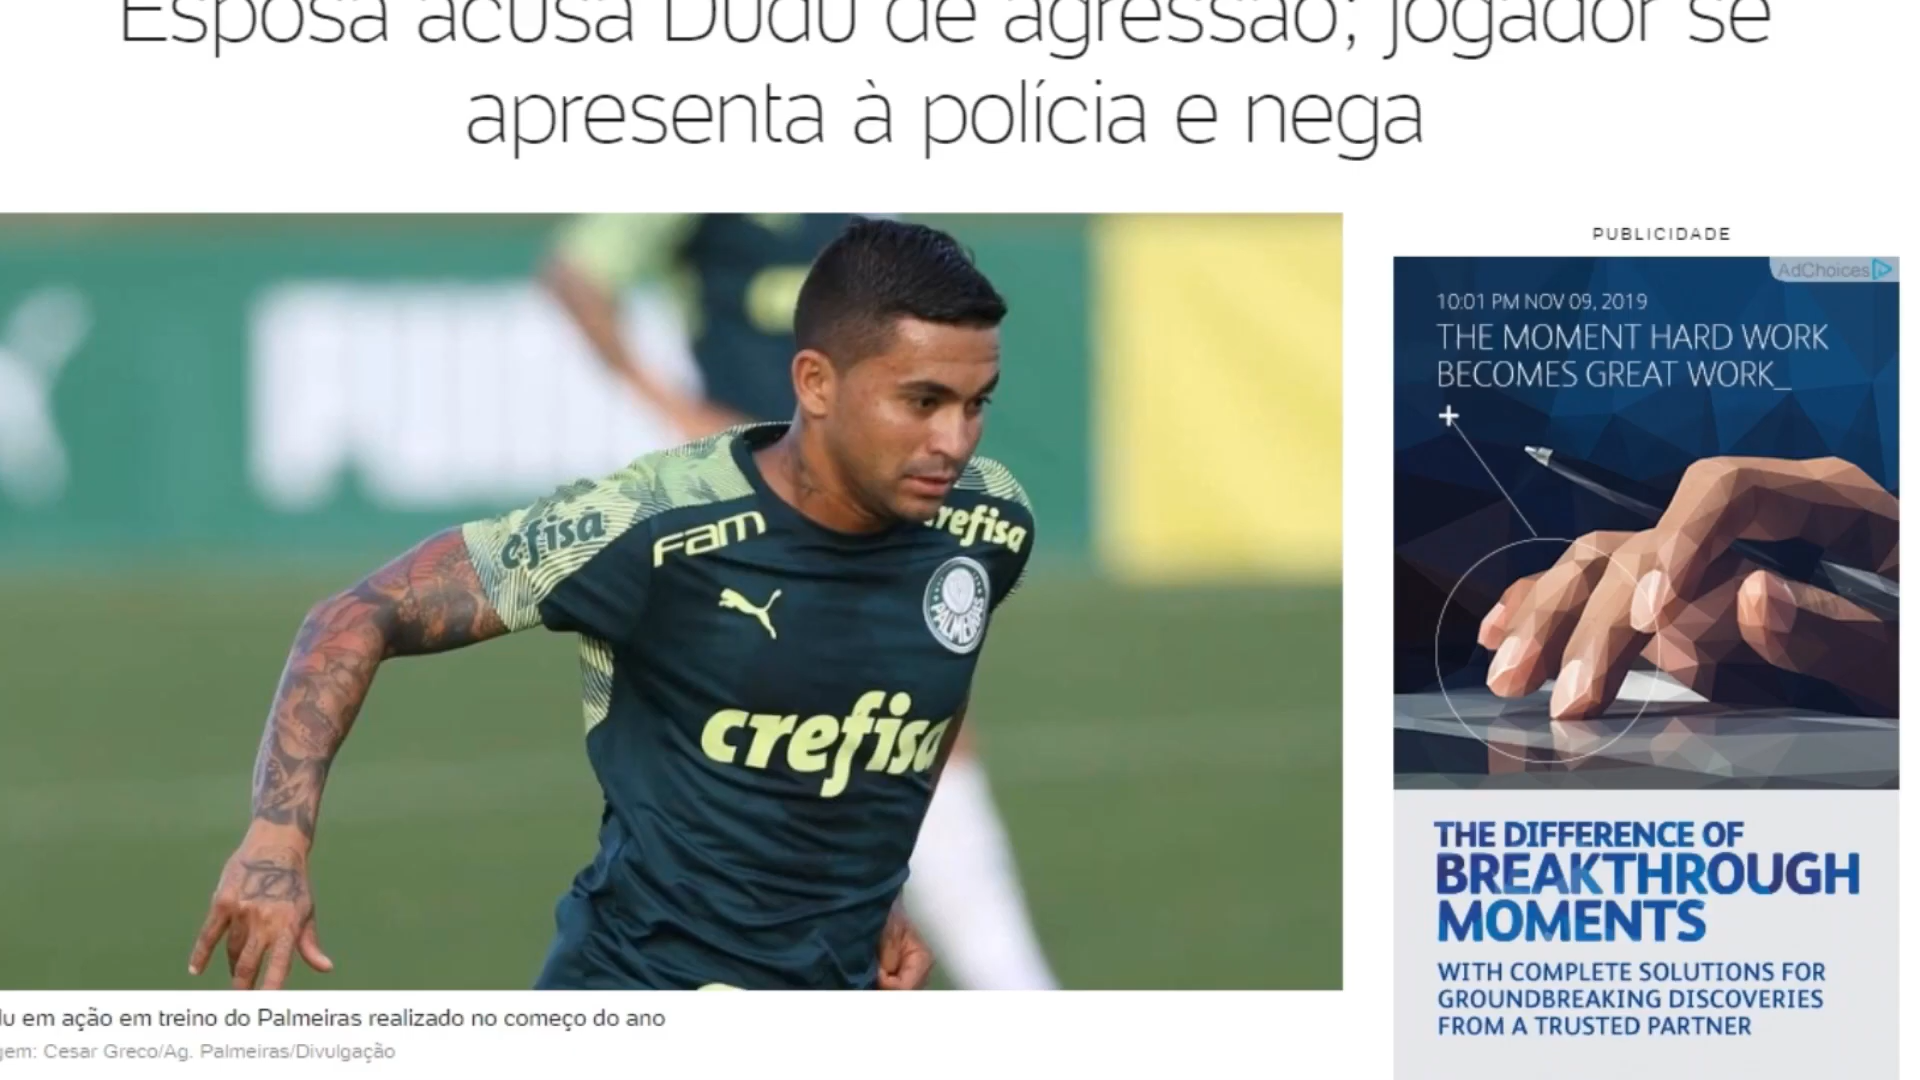 Esposa acusa Dudu de agressão; jogador se
apresenta à polícia e nega
PUBLICIDADE
AdChoices
10:01 PM NOV 09, 2019
THE MOMENT HARD WORK
BECOMES GREAT WORK_
efisa
FAM
crefisa
PALMEIRAS
crefisa
THE DIFFERENCE OF
BREAKTHROUGH
MOMENTS
WITH COMPLETE SOLUTIONS FOR
GROUNDBREAKING DISCOVERIES
FROM A TRUSTED PARTNER
du em ação em treino do Palmeiras realizado no começo do ano
gem: Cesar Greco/Ag. Palmeiras/Divulgação